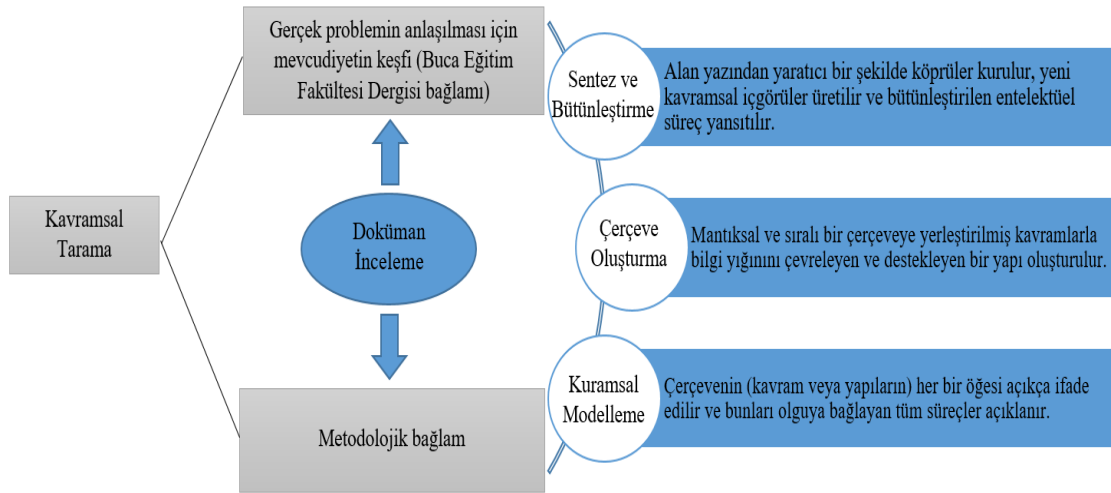 Kavramsal
Tarama
Gerçek problemin anlaşılması için
mevcudiyetin keşfi (Buca Eğitim
Fakültesi Dergisi bağlamı)
Doküman
İnceleme
Metodolojik bağlam
Sentez ve
Bütünleştirme
Alan yazından yaratıcı bir şekilde köprüler kurulur, yeni
kavramsal içgörüler üretilir ve bütünleştirilen entelektüel
süreç yansıtılır.
Çerçeve
Oluşturma
Mantıksal ve sıralı bir çerçeveye yerleştirilmiş kavramlarla
bilgi yığınını çevreleyen ve destekleyen bir yapı oluşturulur.
Kuramsal
Modelleme
Çerçevenin (kavram veya yapıların) her bir öğesi açıkça ifade
edilir ve bunları olguya bağlayan tüm süreçler açıklanır.